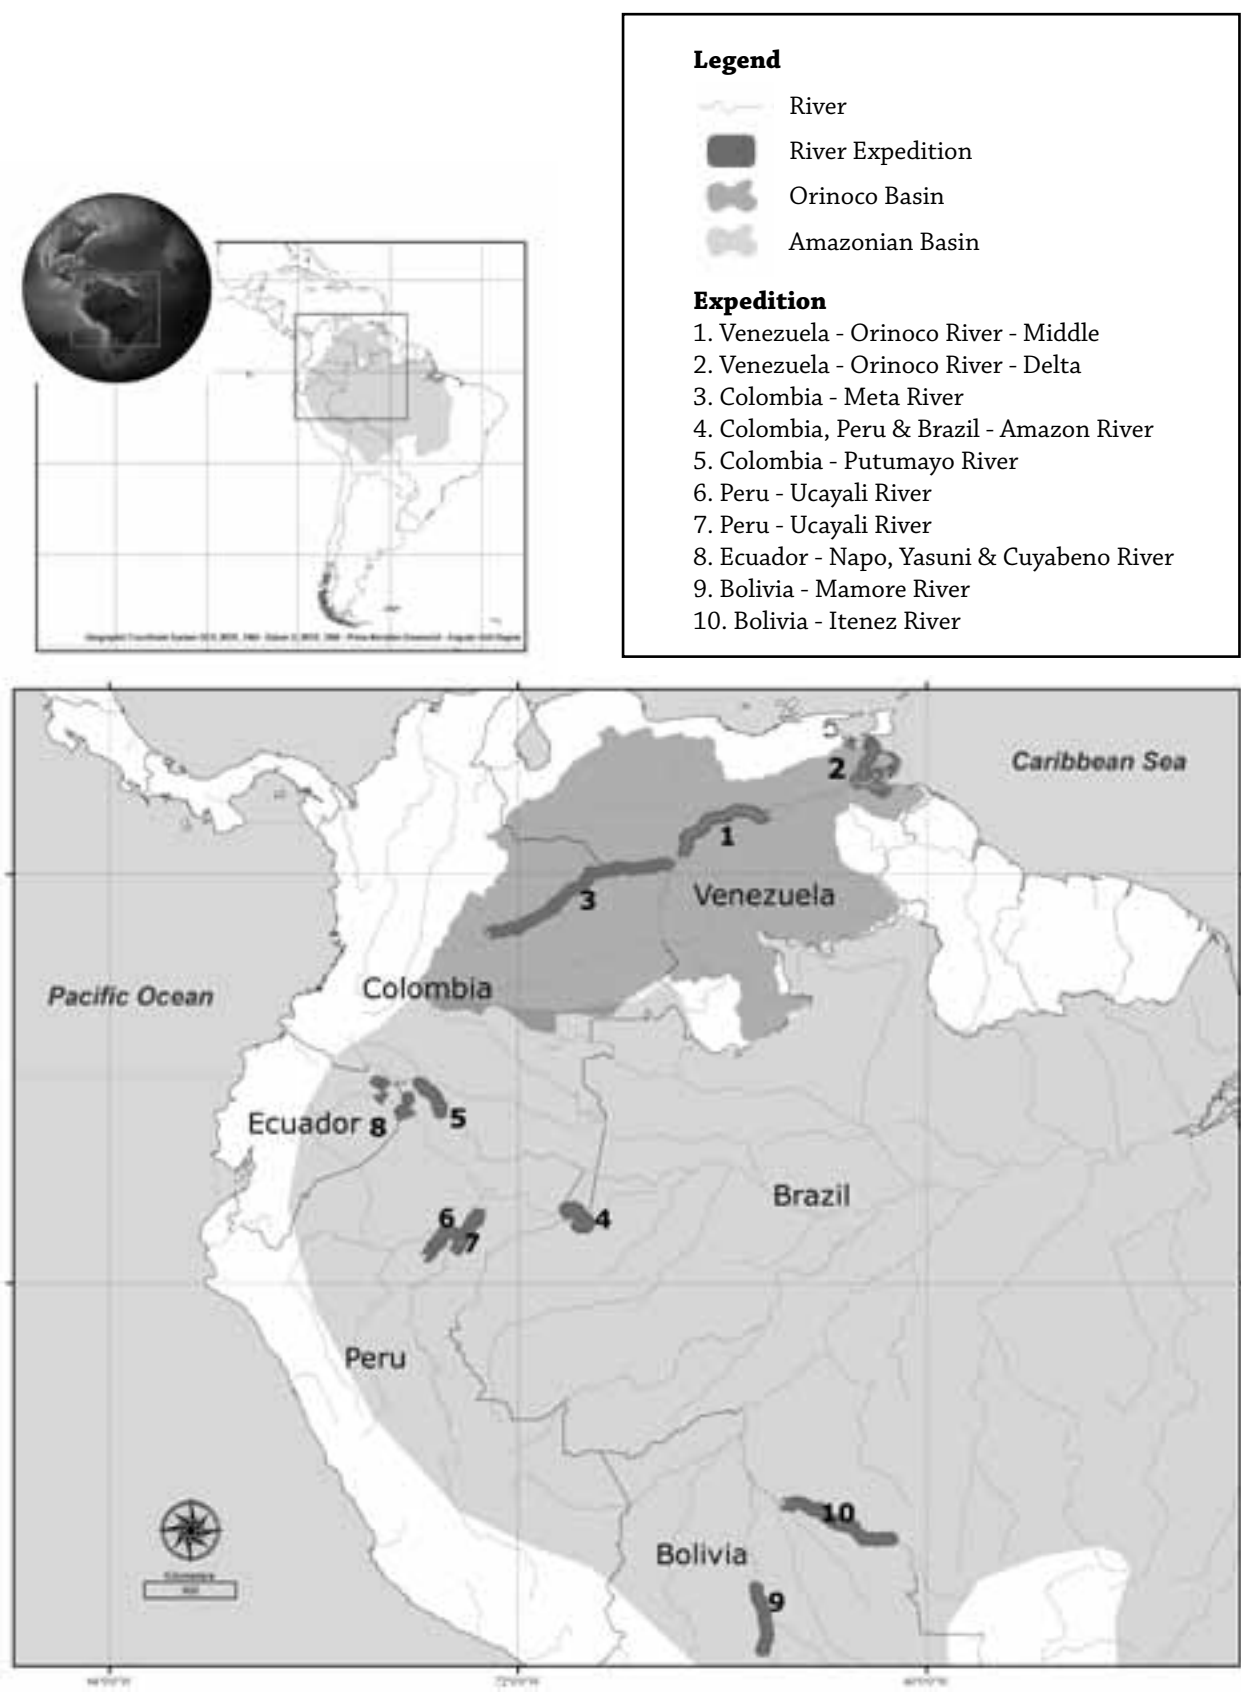 Legend
River
River Expedition
Orinoco Basin
Amazonian Basin
Expedition
1. Venezuela - Orinoco River - Middle
2. Venezuela - Orinoco River - Delta
3. Colombia - Meta River
4. Colombia, Peru & Brazil - Amazon River
5. Colombia - Putumayo River
6. Peru - Ucayali River
7. Peru - Ucayali River
8. Ecuador - Napo, Yasuni & Cuyabeno River
9. Bolivia - Mamore River
10. Bolivia - Itenez River
Caribbean Sea
2
1
Venezuela
3
Colombia
Pacific Ocean
Ecuador
8
5
Brazil
6
4
7
Peru
10
Bolivia
9